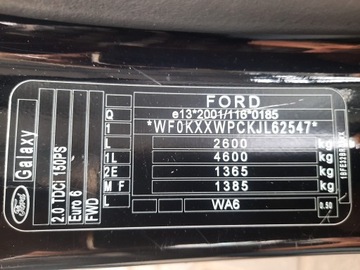 FORD
Q e13*2001/116*0185
1 *WF0KXXWPCKJL62547*
L 2600 kg
1L 4600 kg
2E 1365 kg
M F 1385 kg
L WA6 0.50
Ford
Galaxy
2.0 TDCI 150PS
Euro 6
FWD